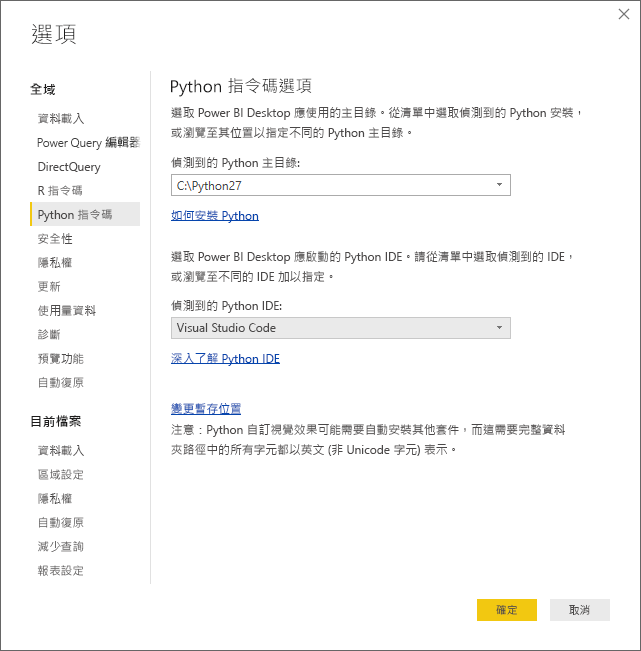 選項
全域
資料載入
Power Query 編輯器
DirectQuery
R 指令碼
Python 指令碼
安全性
隱私權
更新
使用量資料
診斷
預覽功能
自動復原
目前檔案
資料載入
區域設定
隱私權
自動復原
減少查詢
報表設定
Python 指令碼選項
選取 Power BI Desktop 應使用的主目錄。從清單中選取偵測到的 Python 安裝，
或瀏覽至其位置以指定不同的 Python 主目錄。
偵測到的 Python 主目錄:
C:\Python27
如何安裝 Python
選取 Power BI Desktop 應啟動的 Python IDE。請從清單中選取偵測到的 IDE，
或瀏覽至不同的 IDE 加以指定。
偵測到的 Python IDE:
Visual Studio Code
深入了解 Python IDE
變更暫存位置
注意：Python 自訂視覺效果可能需要自動安裝其他套件，而這需要完整資料
夾路徑中的所有字元都以英文 (非 Unicode 字元) 表示。
確定
取消